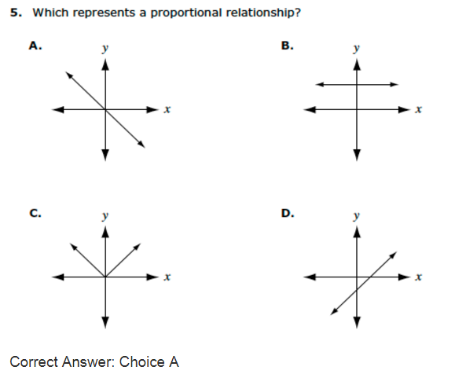 5. Which represents a proportional relationship?
A.
y
x
B.
y
x
C.
y
x
D.
y
x
Correct Answer: Choice A